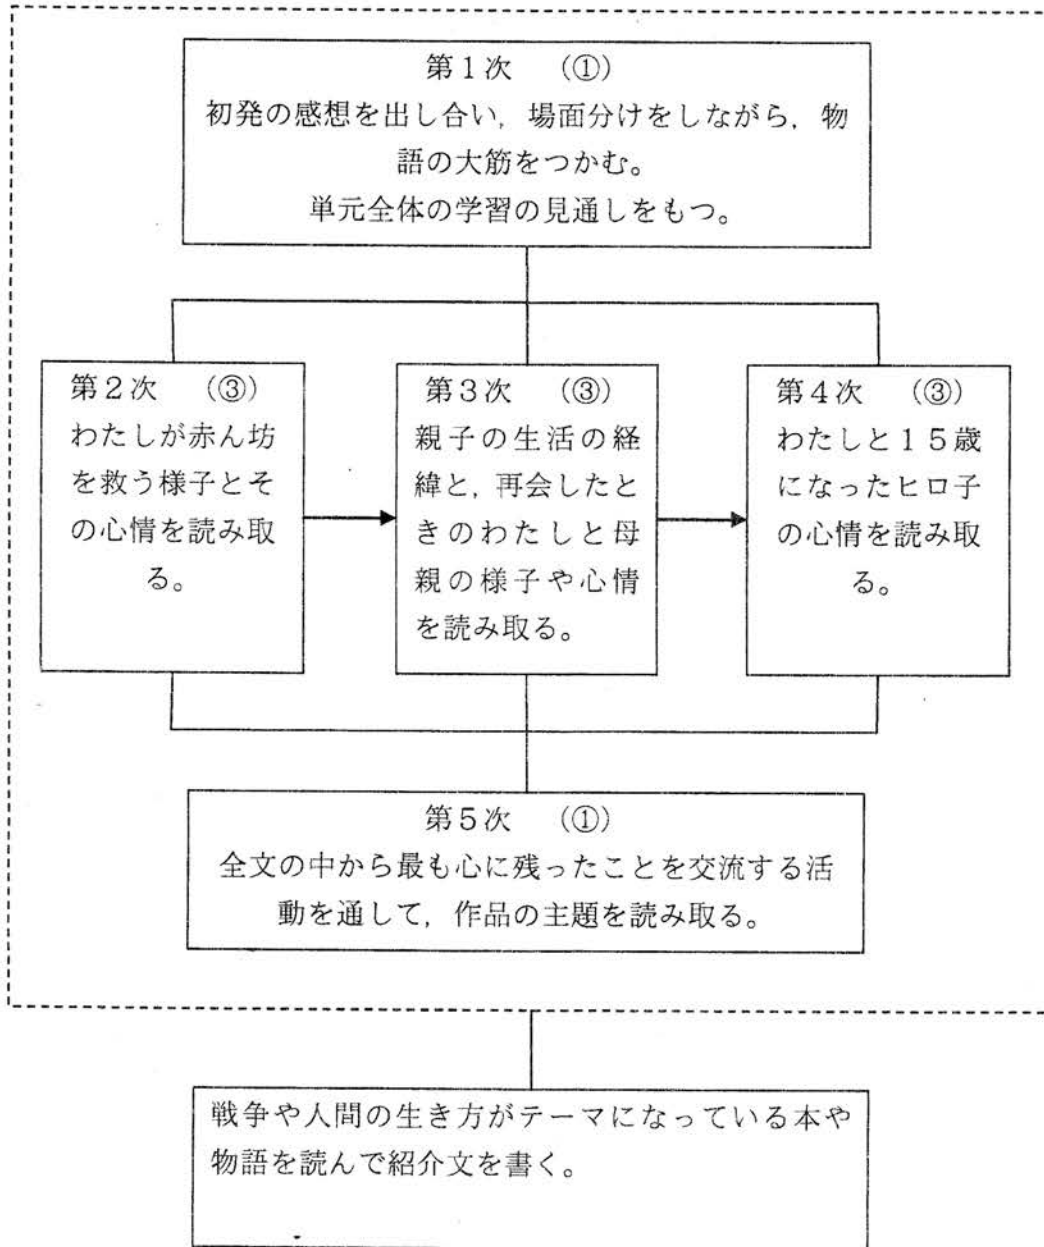 第1次 (①)
初発の感想を出し合い，場面分けをしながら，物
語の大筋をつかむ。
単元全体の学習の見通しをもつ。
第2次 (③)
わたしが赤ん坊
を救う様子とそ
の心情を読み取
る。
第3次 (③)
親子の生活の経
緯と，再会したと
きのわたしと母
親の様子や心情
を読み取る。
第4次 (③)
わたしと15歳
になったヒロ子
の心情を読み取
る。
第5次 (①)
全文の中から最も心に残ったことを交流する活
動を通して，作品の主題を読み取る。
戦争や人間の生き方がテーマになっている本や
物語を読んで紹介文を書く。